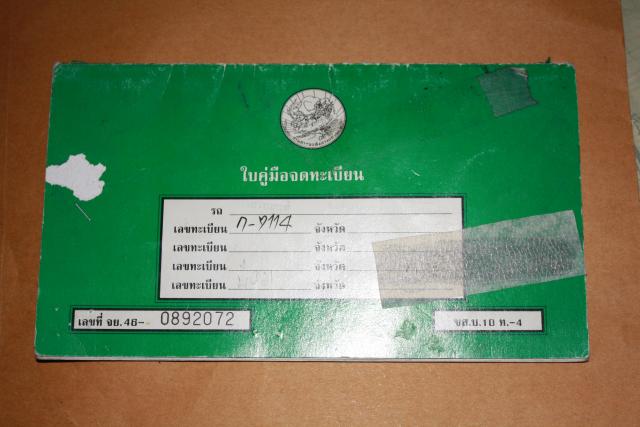 ใบคู่มือจดทะเบียน
รถ
เลขทะเบียน ก-9114 จังหวัด
เลขทะเบียน จังหวัด
เลขทะเบียน จังหวัด
เลขทะเบียน จังหวัด
เลขที่ จย.48- 0892072
ขส.บ.10 ท.-4